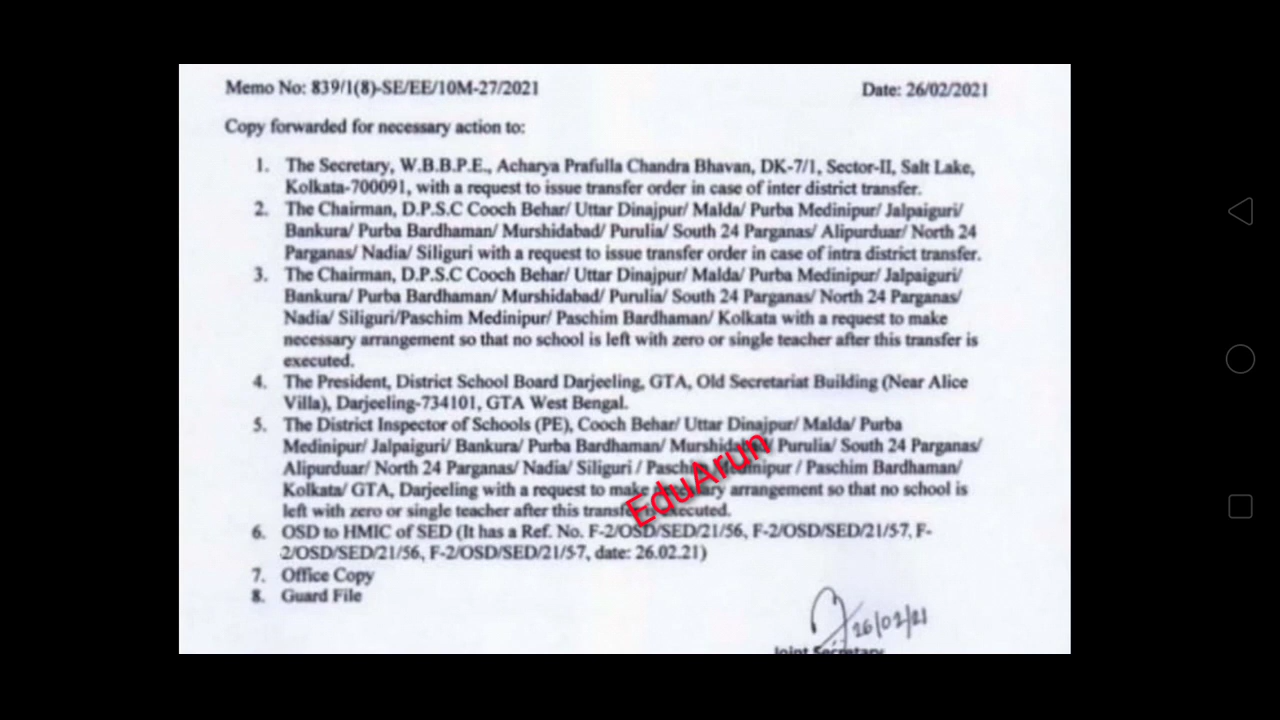 Memo No: 839/1(8)-SE/EE/10M-27/2021 Date: 26/02/2021
Copy forwarded for necessary action to:
1. The Secretary, W.B.B.P.E., Acharya Prafulla Chandra Bhavan, DK-7/1, Sector-II, Salt Lake,
Kolkata-700091, with a request to issue transfer order in case of inter district transfer.
2. The Chairman, D.P.S.C Cooch Behar/ Uttar Dinajpur/ Malda/ Purba Medinipur/ Jalpaiguri/
Bankura/ Purba Bardhaman/ Murshidabad/ Purulia/ South 24 Parganas/ Alipurduar/ North 24
Parganas/ Nadia/ Siliguri with a request to issue transfer order in case of intra district transfer.
3. The Chairman, D.P.S.C Cooch Behar/ Uttar Dinajpur/ Malda/ Purba Medinipur/ Jalpaiguri/
Bankura/ Purba Bardhaman/ Murshidabad/ Purulia/ South 24 Parganas/ North 24 Parganas/
Nadia/ Siliguri/Paschim Medinipur/ Paschim Bardhaman/ Kolkata with a request to make
necessary arrangement so that no school is left with zero or single teacher after this transfer is
executed.
4. The President, District School Board Darjeeling, GTA, Old Secretariat Building (Near Alice
Villa), Darjeeling-734101, GTA West Bengal.
5. The District Inspector of Schools (PE), Cooch Behar/ Uttar Dinajpur/ Malda/ Purba
Medinipur/ Jalpaiguri/ Bankura/ Purba Bardhaman/ Murshidabad/ Purulia/ South 24 Parganas/
Alipurduar/ North 24 Parganas/ Nadia/ Siliguri / Paschim Medinipur / Paschim Bardhaman/
Kolkata/ GTA, Darjeeling with a request to make necessary arrangement so that no school is
left with zero or single teacher after this transfer is executed.
EduArun
6. OSD to HMIC of SED (It has a Ref. No. F-2/OSD/SED/21/56, F-2/OSD/SED/21/57, F-
2/OSD/SED/21/56, F-2/OSD/SED/21/57, date: 26.02.21)
7. Office Copy
8. Guard File
26/02/21
Joint Secretary